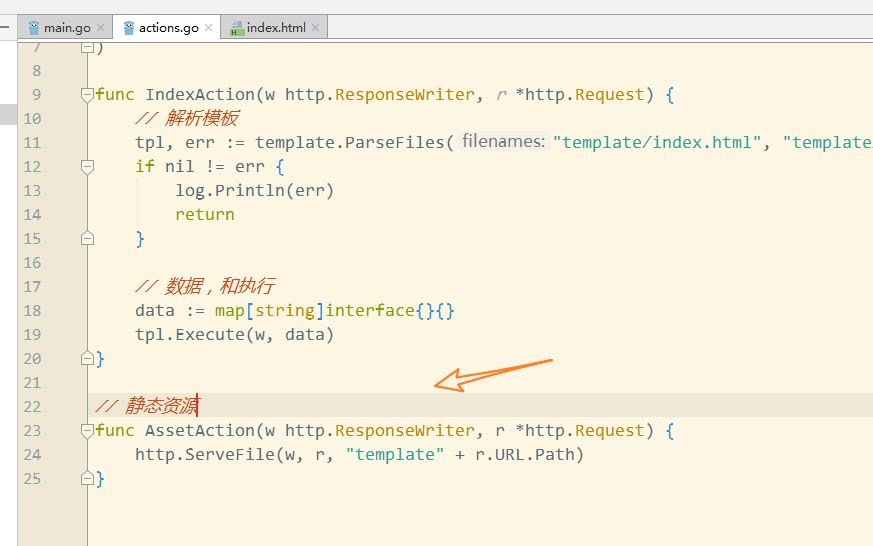 main.go actions.go index.html
7 )
8
9 func IndexAction(w http.ResponseWriter, r *http.Request) {
10 // 解析模板
11 tpl, err := template.ParseFiles( filenames: "template/index.html", "template
12 if nil != err {
13 log.Println(err)
14 return
15 }
16
17 // 数据，和执行
18 data := map[string]interface{}{}
19 tpl.Execute(w, data)
20 }
21
22 // 静态资源
23 func AssetAction(w http.ResponseWriter, r *http.Request) {
24 http.ServeFile(w, r, "template" + r.URL.Path)
25 }